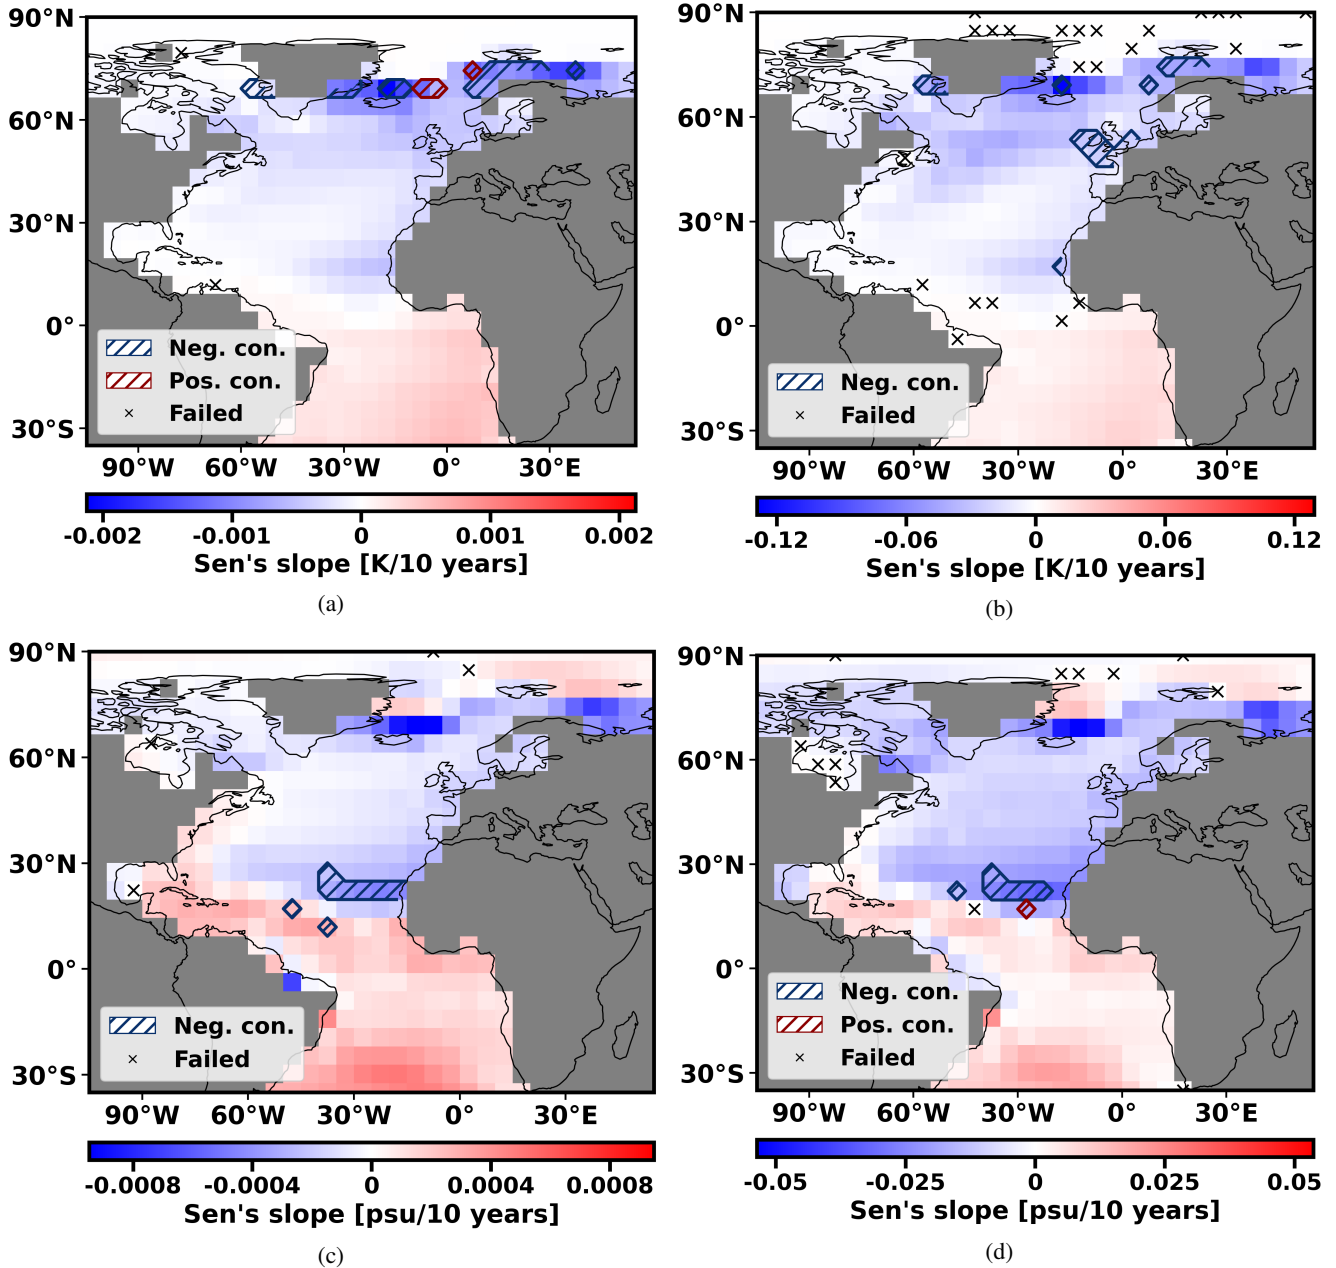 90°N
60°N
30°N
0°
30°S
Neg. con.
Pos. con.
Failed
90°W 60°W 30°W 0° 30°E
-0.002 -0.001 0 0.001 0.002
Sen's slope [K/10 years]
(a)
90°N
60°N
30°N
0°
30°S
Neg. con.
Failed
90°W 60°W 30°W 0° 30°E
-0.12 -0.06 0 0.06 0.12
Sen's slope [K/10 years]
(b)
90°N
60°N
30°N
0°
30°S
Neg. con.
Failed
90°W 60°W 30°W 0° 30°E
-0.0008 -0.0004 0 0.0004 0.0008
Sen's slope [psu/10 years]
(c)
90°N
60°N
30°N
0°
30°S
Neg. con.
Pos. con.
Failed
90°W 60°W 30°W 0° 30°E
-0.05 -0.025 0 0.025 0.05
Sen's slope [psu/10 years]
(d)